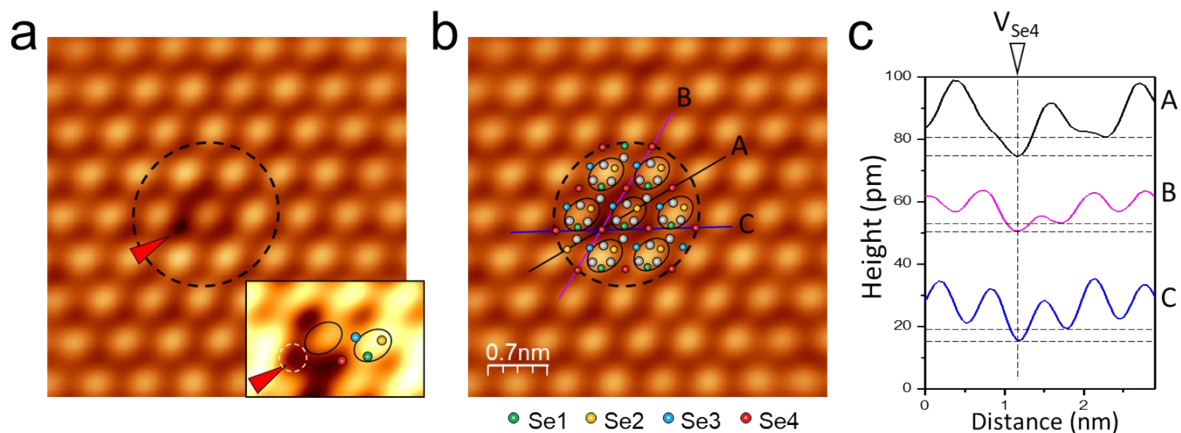 a
b
c
V Se4
B
A
C
0.7nm
Se1 Se2 Se3 Se4
100
80
60
40
20
0
Height (pm)
A
B
C
0 1 2
Distance (nm)